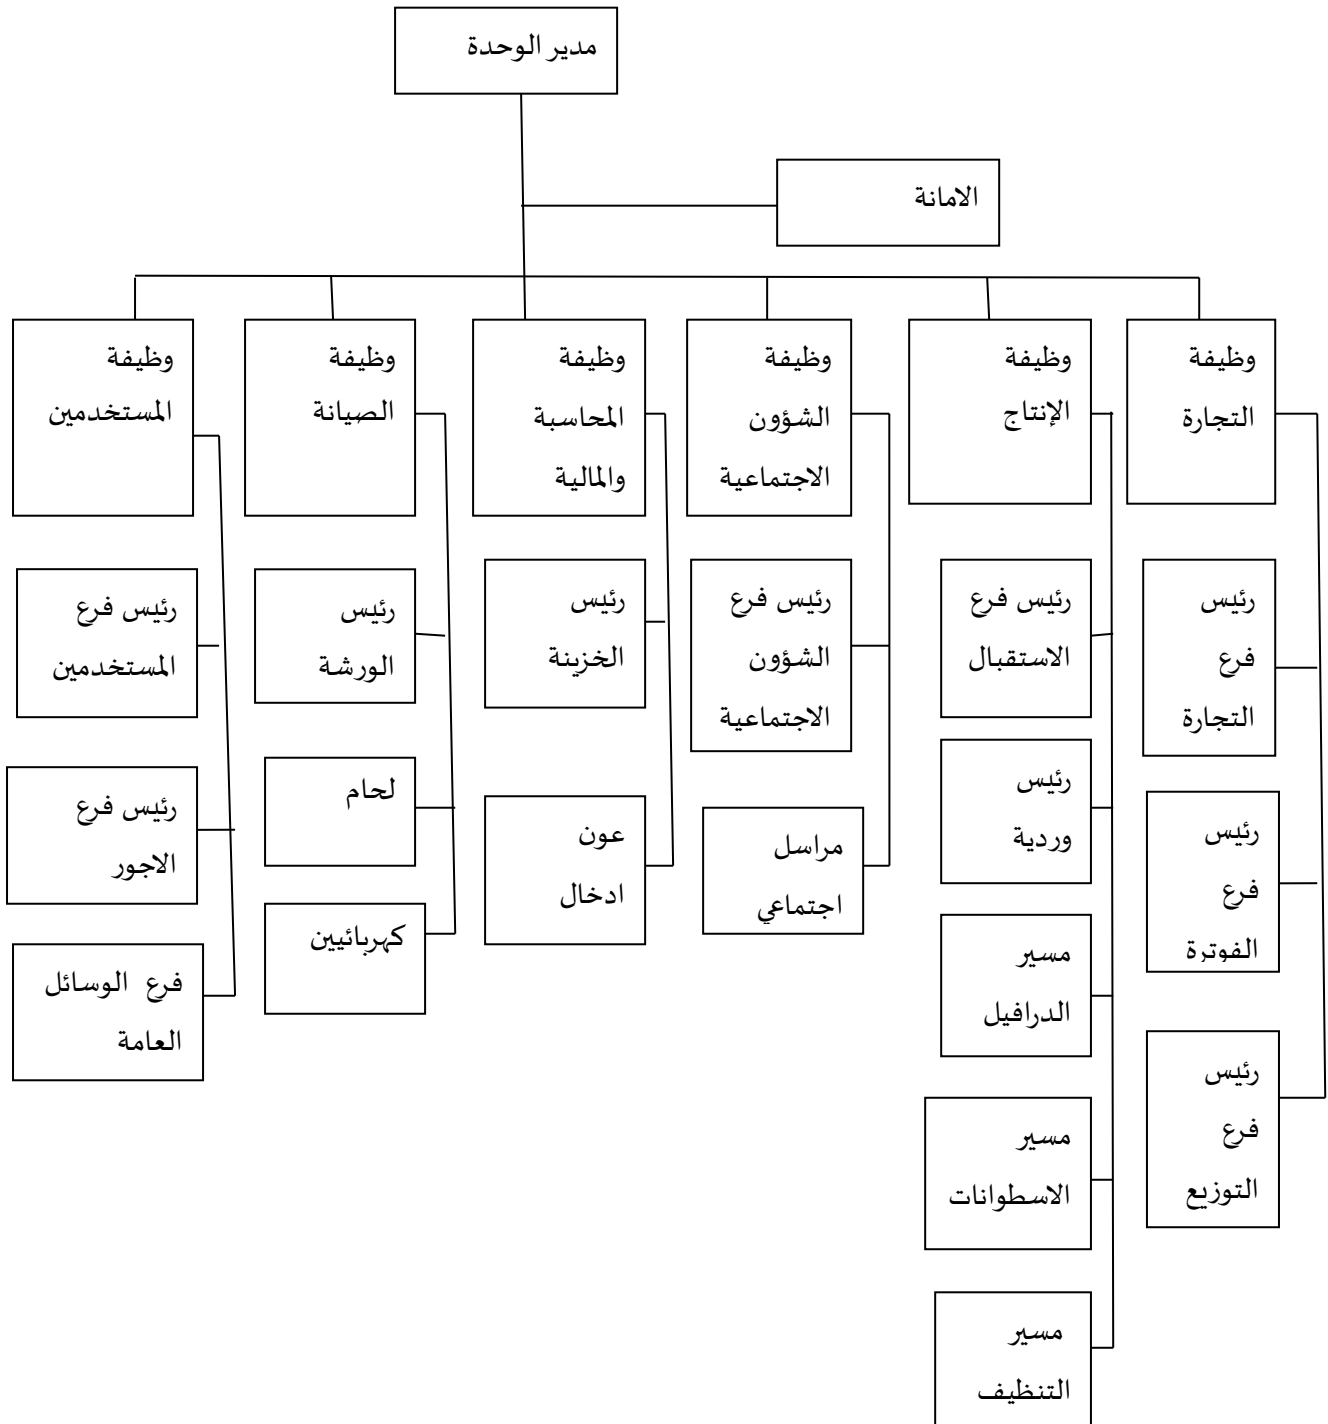 مدير الوحدة
الامانة
وظيفة
التجارة
وظيفة
الإنتاج
وظيفة
الشؤون
الاجتماعية
وظيفة
المحاسبة
والمالية
وظيفة
الصيانة
وظيفة
المستخدمين
رئيس
فرع
التجارة
رئيس فرع
الاستقبال
رئيس فرع
الشؤون
الاجتماعية
رئيس
الخزينة
رئيس
الورشة
رئيس فرع
المستخدمين
رئيس
فرع
الفوترة
رئيس
وردية
مراسل
اجتماعي
عون
ادخال
لحام
رئيس فرع
الاجور
رئيس
فرع
التوزيع
مسير
الدرافيل
كهربائيين
فرع الوسائل
العامة
مسير
الاسطوانات
مسير
التنظيف